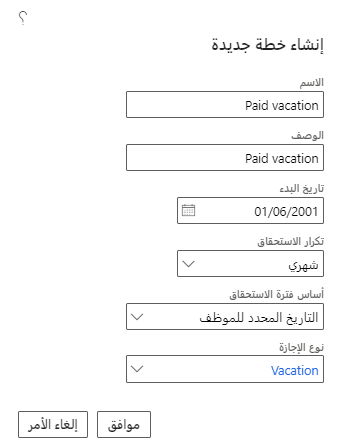 ؟
إنشاء خطة جديدة
الاسم
Paid vacation
الوصف
Paid vacation
تاريخ البدء
01/06/2001
تكرار الاستحقاق
شهري
أساس فترة الاستحقاق
التاريخ المحدد للموظف
نوع الإجازة
Vacation
موافق
إلغاء الأمر